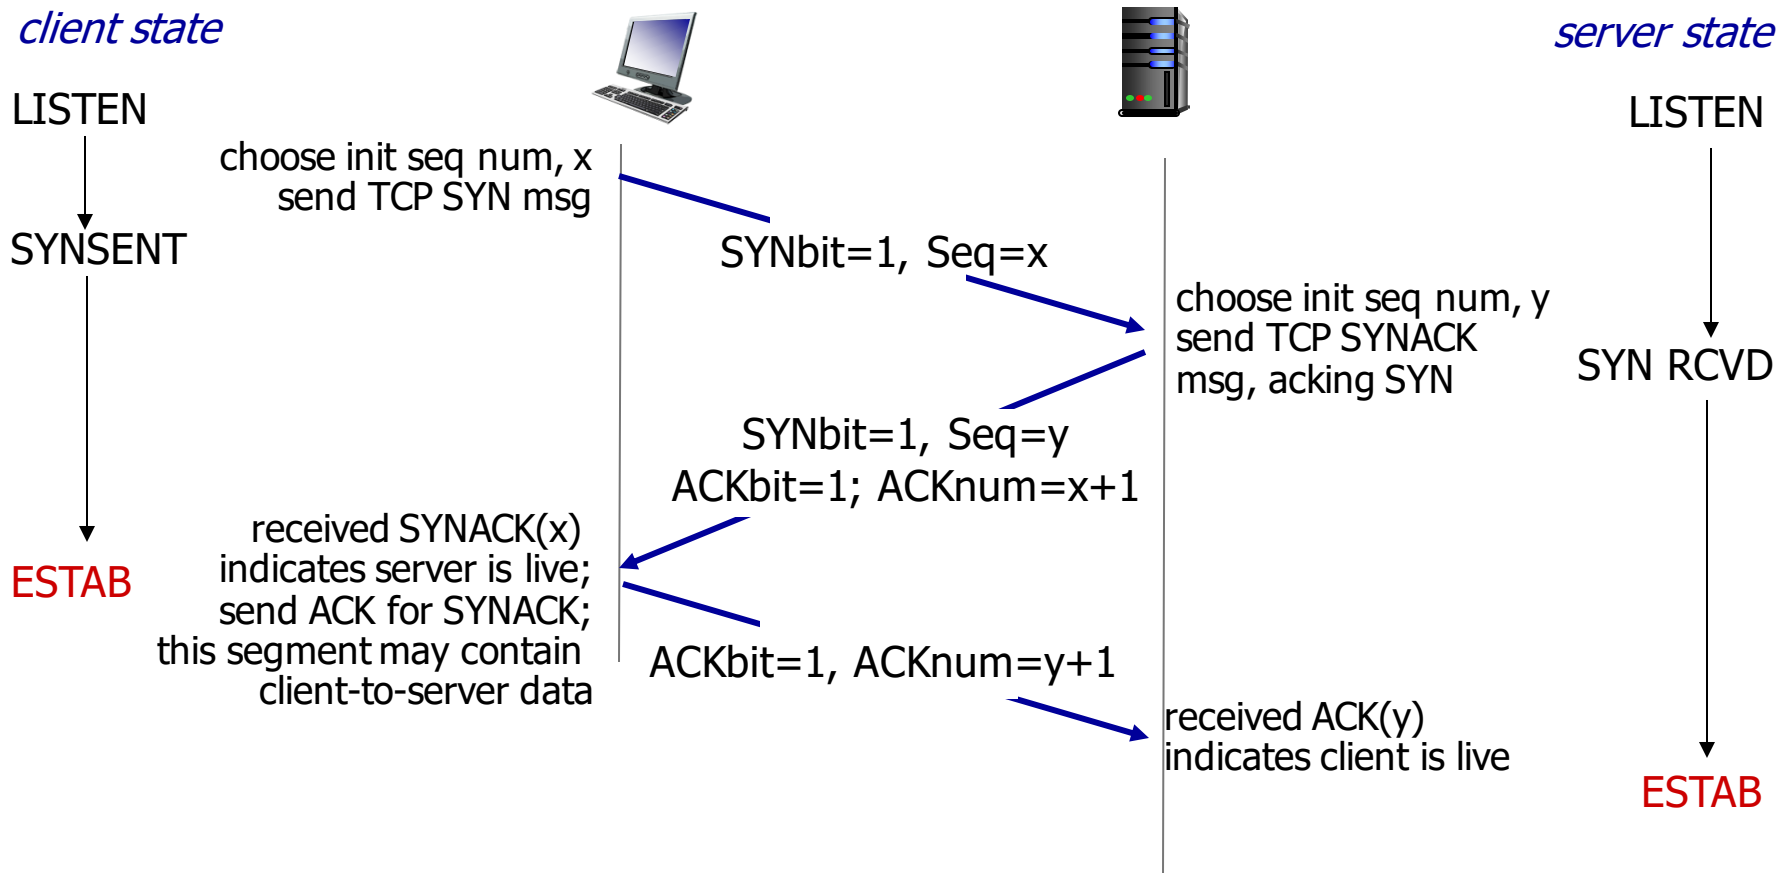 client state
server state
LISTEN
LISTEN
choose init seq num, x
send TCP SYN msg
SYNSENT
SYNbit=1, Seq=x
choose init seq num, y
send TCP SYNACK
msg, acking SYN
SYN RCVD
SYNbit=1, Seq=y
ACKbit=1; ACKnum=x+1
received SYNACK(x)
indicates server is live;
send ACK for SYNACK;
this segment may contain
client-to-server data
ESTAB
ACKbit=1, ACKnum=y+1
received ACK(y)
indicates client is live
ESTAB